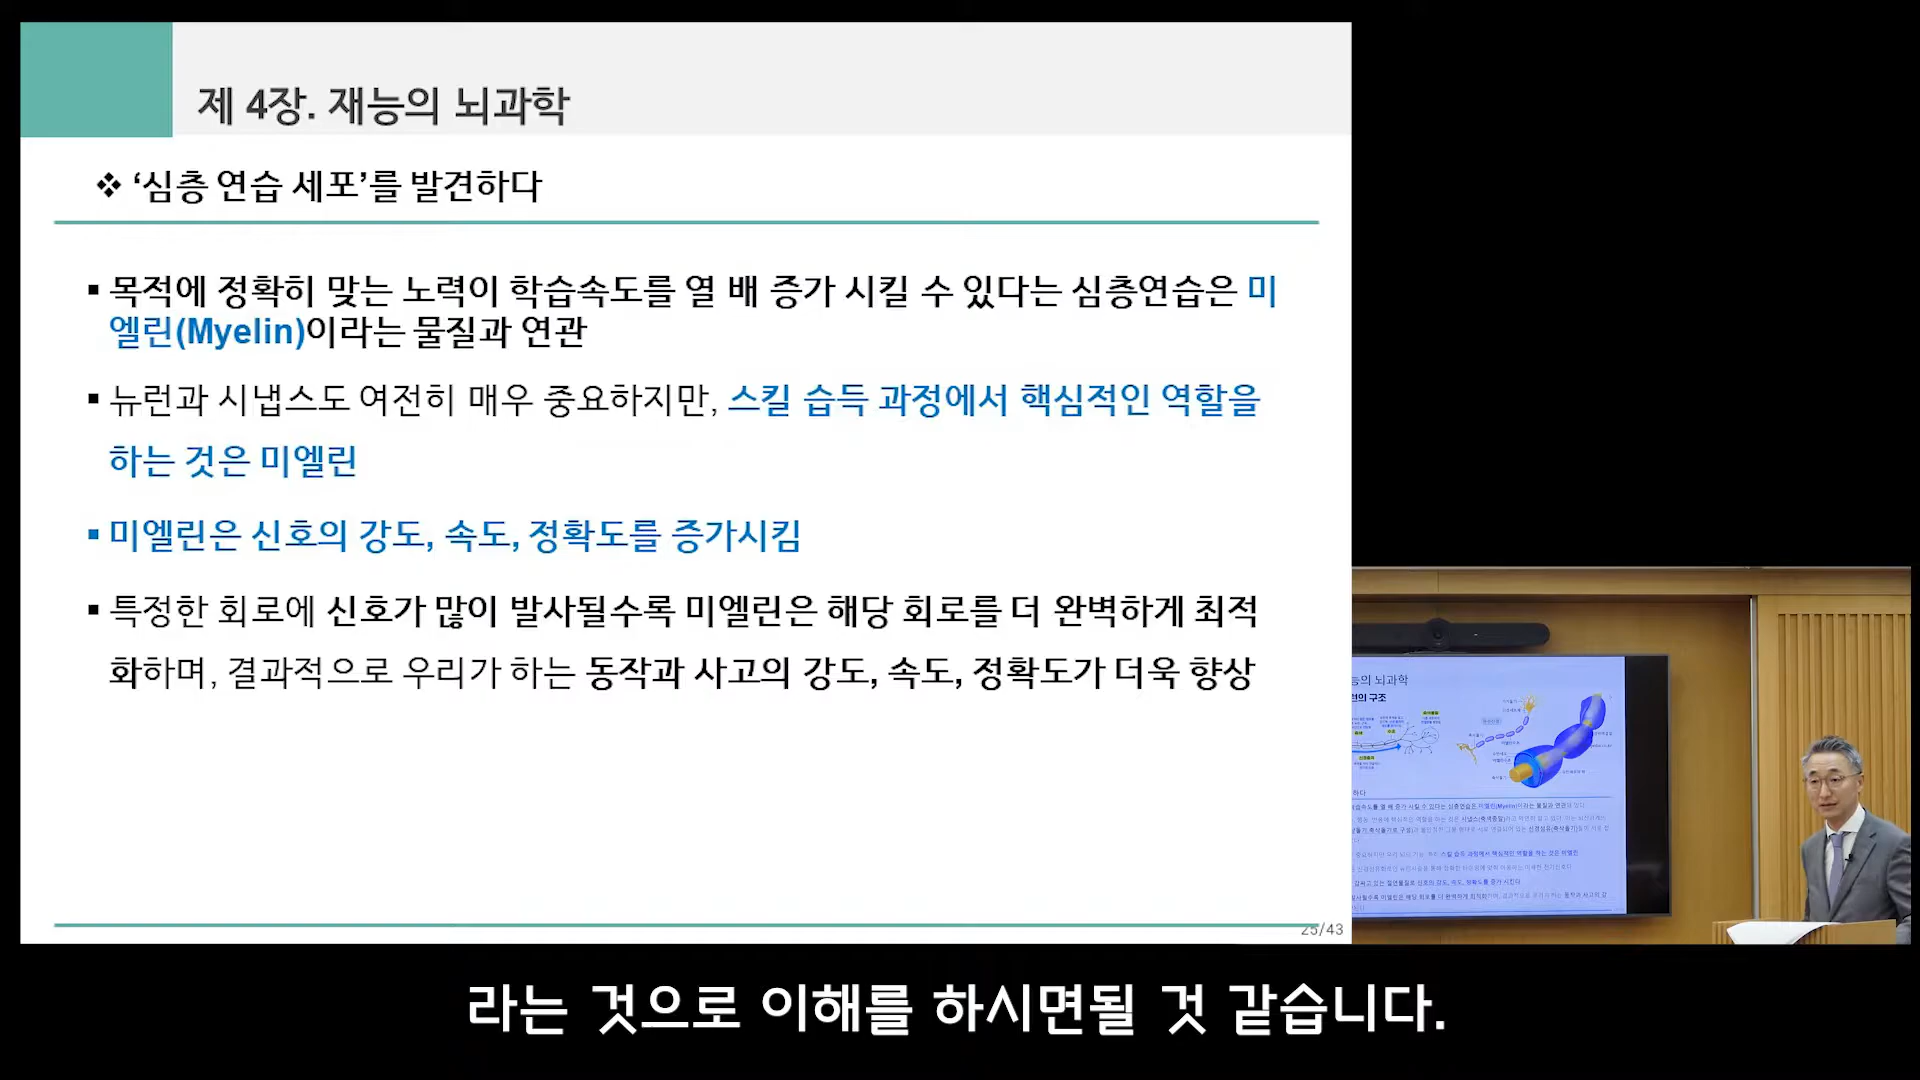 제 4장. 재능의 뇌과학
❖ ‘심층 연습 세포’를 발견하다
▪ 목적에 정확히 맞는 노력이 학습속도를 열 배 증가 시킬 수 있다는 심층연습은 미
엘린(Myelin)이라는 물질과 연관
▪ 뉴런과 시냅스도 여전히 매우 중요하지만, 스킬 습득 과정에서 핵심적인 역할을
하는 것은 미엘린
▪ 미엘린은 신호의 강도, 속도, 정확도를 증가시킴
▪ 특정한 회로에 신호가 많이 발사될수록 미엘린은 해당 회로를 더 완벽하게 최적
화하며, 결과적으로 우리가 하는 동작과 사고의 강도, 속도, 정확도가 더욱 향상
25/43
능의 뇌과학
런의 구조
라는 것으로 이해를 하시면될 것 같습니다.